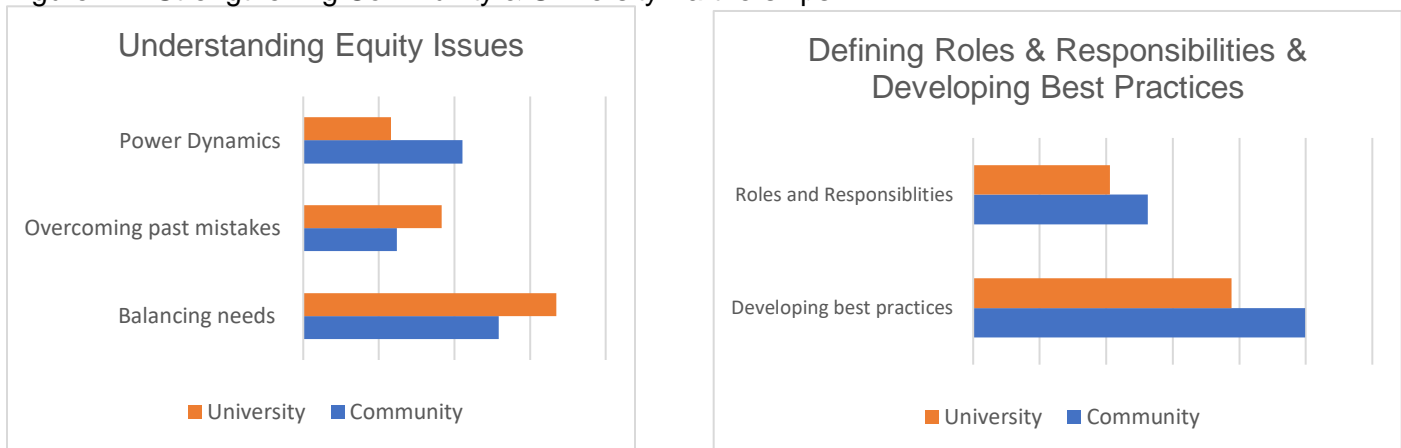 Understanding Equity Issues
Power Dynamics
Overcoming past mistakes
Balancing needs
University Community
Defining Roles & Responsibilities &
Developing Best Practices
Roles and Responsiblities
Developing best practices
University Community